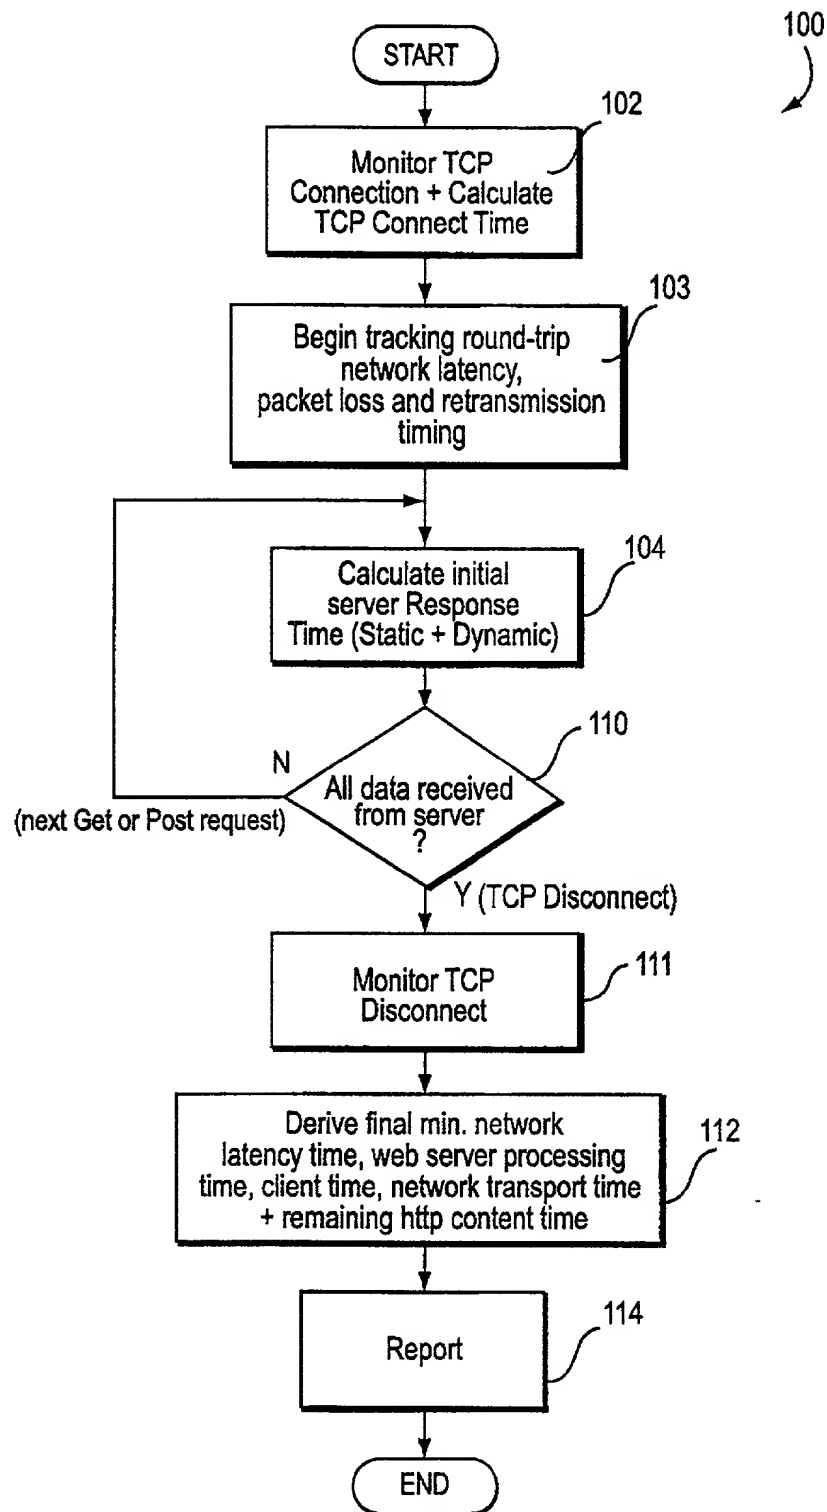 100
START
102
Monitor TCP
Connection + Calculate
TCP Connect Time
103
Begin tracking round-trip
network latency,
packet loss and retransmission
timing
104
Calculate initial
server Response
Time (Static + Dynamic)
110
N
All data received
from server
?
(next Get or Post request)
Y (TCP Disconnect)
111
Monitor TCP
Disconnect
112
Derive final min. network
latency time, web server processing
time, client time, network transport time
+ remaining http content time
114
Report
END